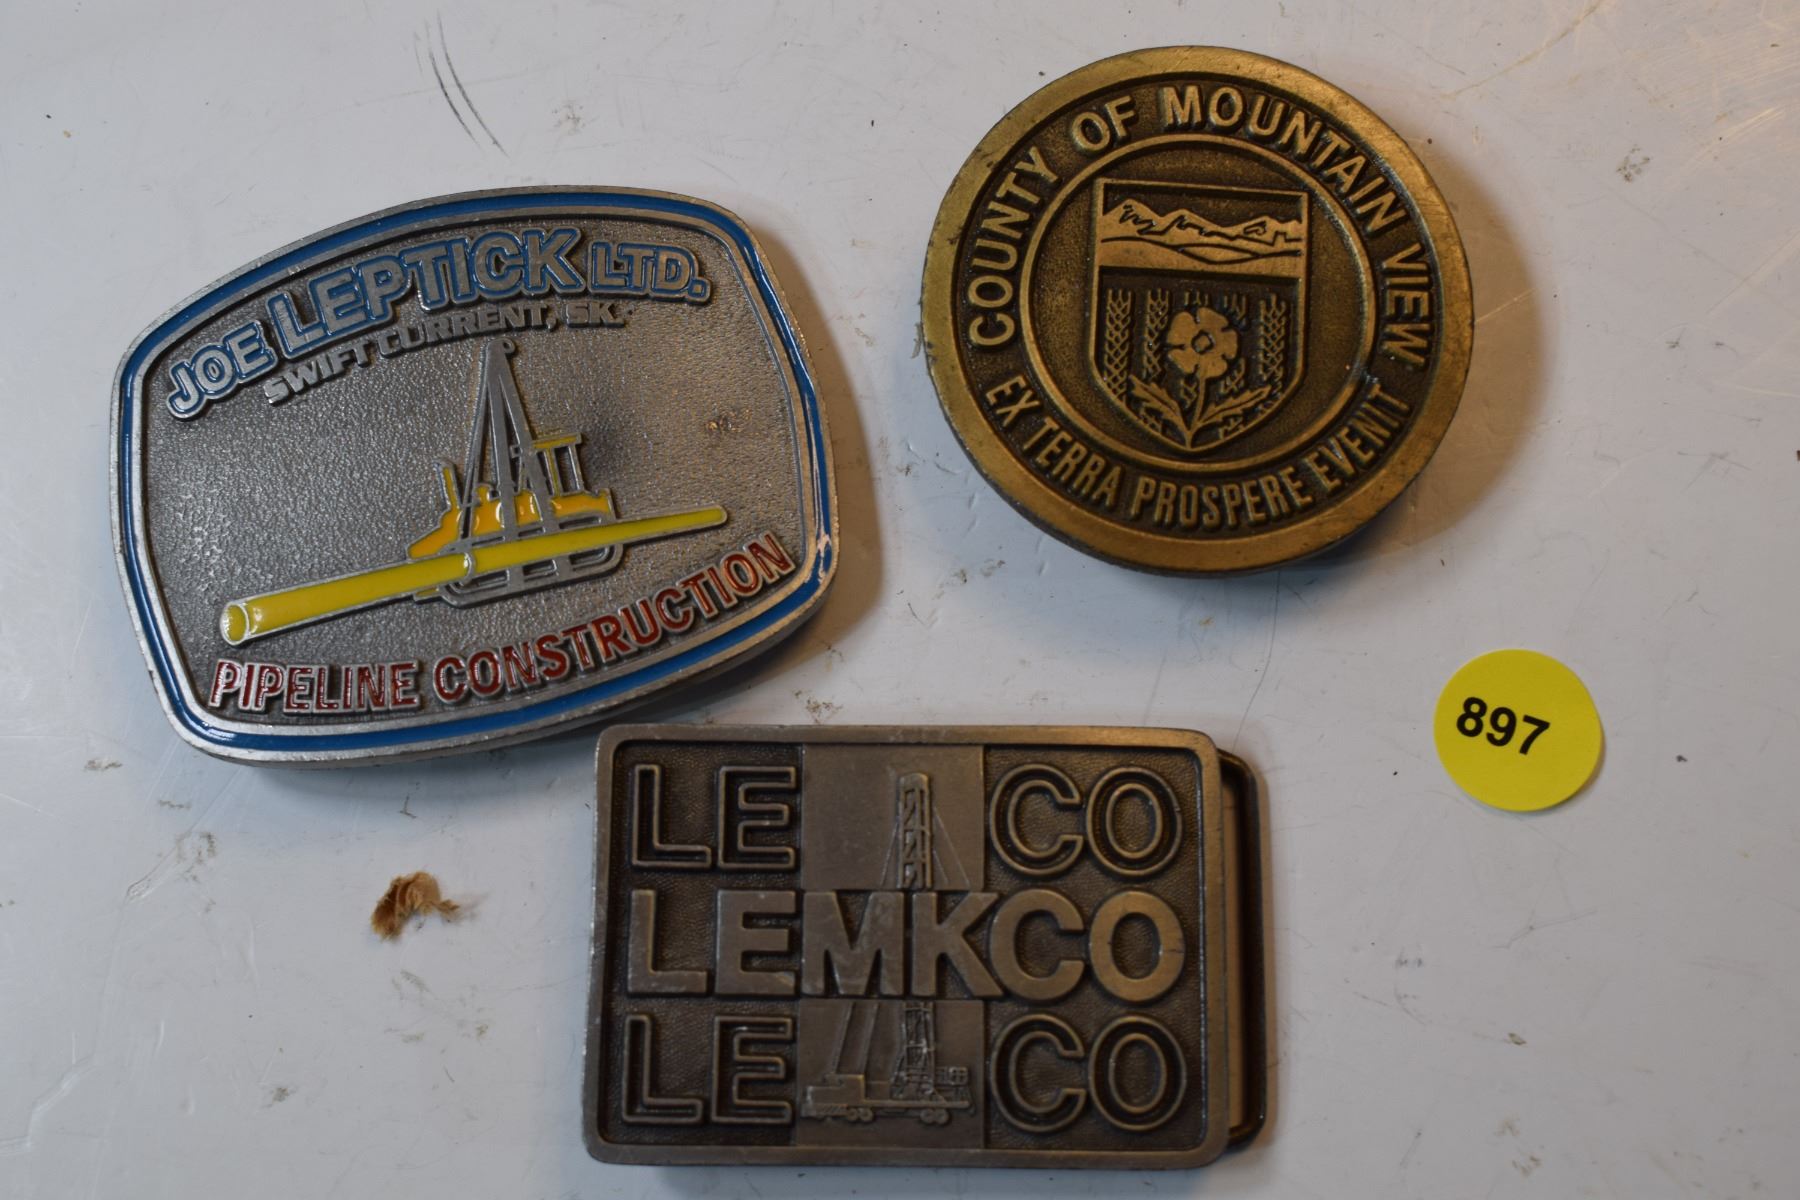 JOE LEPTICK LTD.
SWIFT CURRENT, SK.
PIPELINE CONSTRUCTION
COUNTY OF MOUNTAIN VIEW
EX TERRA PROSPERE EVENIT
897
LE CO
LEMKCO
LE CO